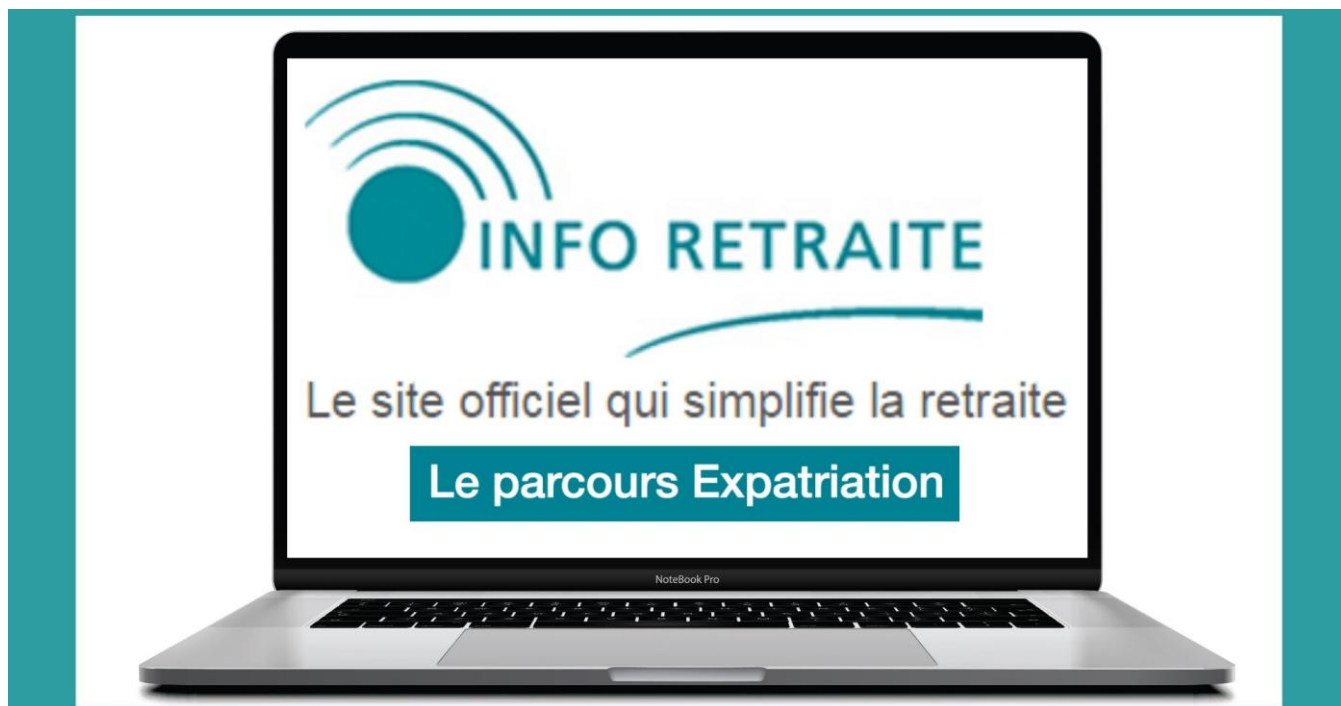 INFO RETRAITE
Le site officiel qui simplifie la retraite
Le parcours Expatriation
NoteBook Pro